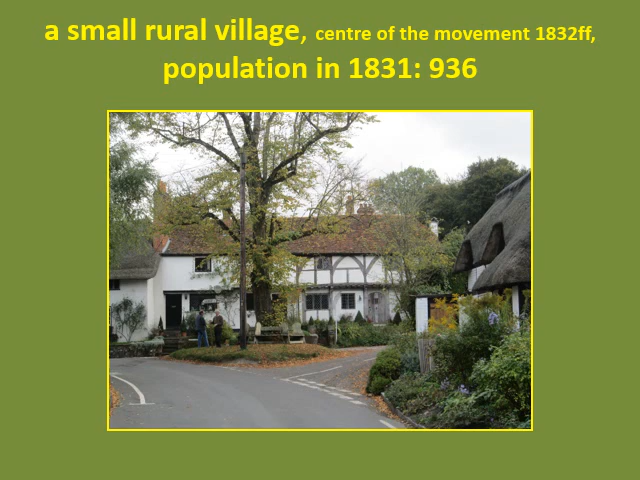 a small rural village, centre of the movement 1832ff,
population in 1831: 936